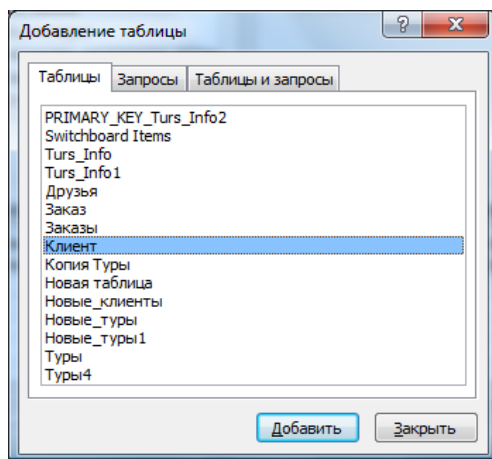 Добавление таблицы
Таблицы Запросы Таблицы и запросы
PRIMARY_KEY_Turs_Info2
Switchboard Items
Turs_Info
Turs_Info1
Друзья
Заказ
Заказы
Клиент
Копия Туры
Новая таблица
Новые_клиенты
Новые_туры
Новые_туры1
Туры
Туры4
Добавить Закрыть